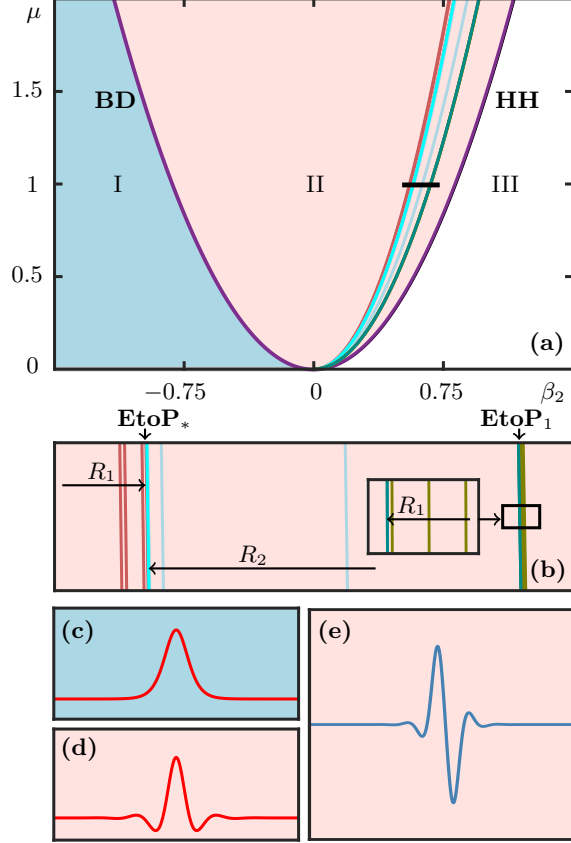 μ
1.5
BD
HH
1
I
II
III
0.5
0
(a)
−0.75
0
0.75
β₂
EtoP_*
EtoP₁
R₁
R₁
R₂
(b)
(c)
(e)
(d)